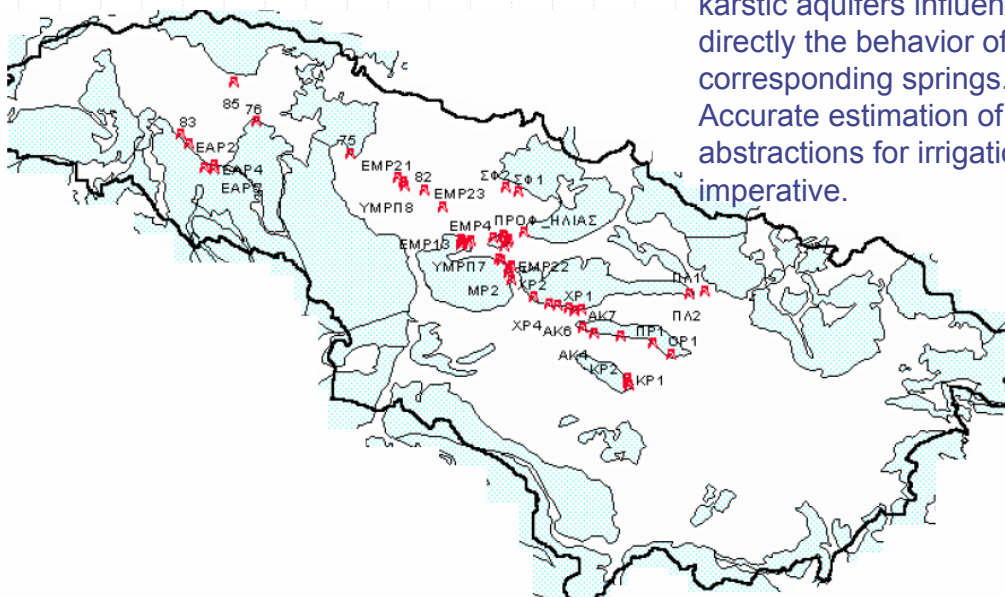 karstic aquifers influen
directly the behavior of
corresponding springs.
Accurate estimation of
abstractions for irrigatio
imperative.
85
76
83
ΕΑΡ2
ΕΑΡ4
75
ΕΜΡ21
82
ΣΦ2
ΣΦ1
ΥΜΡΠ8
ΕΜΡ23
ΕΜΡ4
ΠΡΟΦ_ΗΛΙΑΣ
ΕΜΡ13
ΥΜΡΠ7
ΕΜΡ22
ΜΡ2
ΧΡ2
ΠΛ1
ΧΡ1
ΑΚ7
ΠΛ2
ΧΡ4
ΑΚ6
ΠΡ1
ΟΡ1
ΑΚ4
ΚΡ2
ΚΡ1